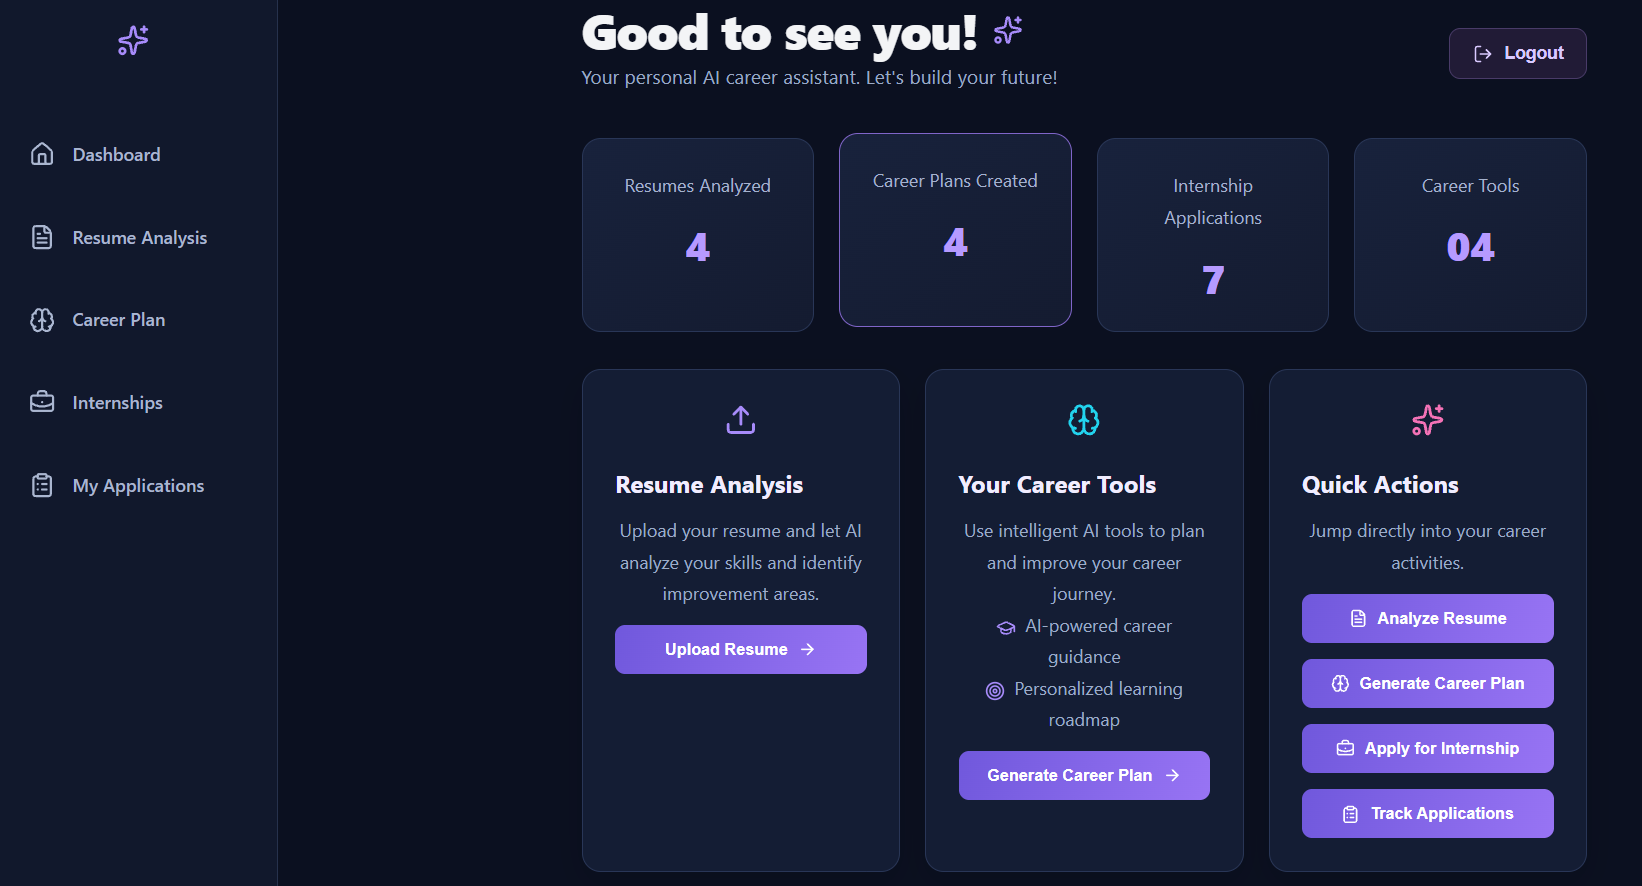 Dashboard
Resume Analysis
Career Plan
Internships
My Applications
Good to see you!
Your personal AI career assistant. Let's build your future!
Logout
Resumes Analyzed
4
Career Plans Created
4
Internship
Applications
7
Career Tools
04
Resume Analysis
Upload your resume and let AI
analyze your skills and identify
improvement areas.
Upload Resume
Your Career Tools
Use intelligent AI tools to plan
and improve your career
journey.
AI-powered career
guidance
Personalized learning
roadmap
Generate Career Plan
Quick Actions
Jump directly into your career
activities.
Analyze Resume
Generate Career Plan
Apply for Internship
Track Applications